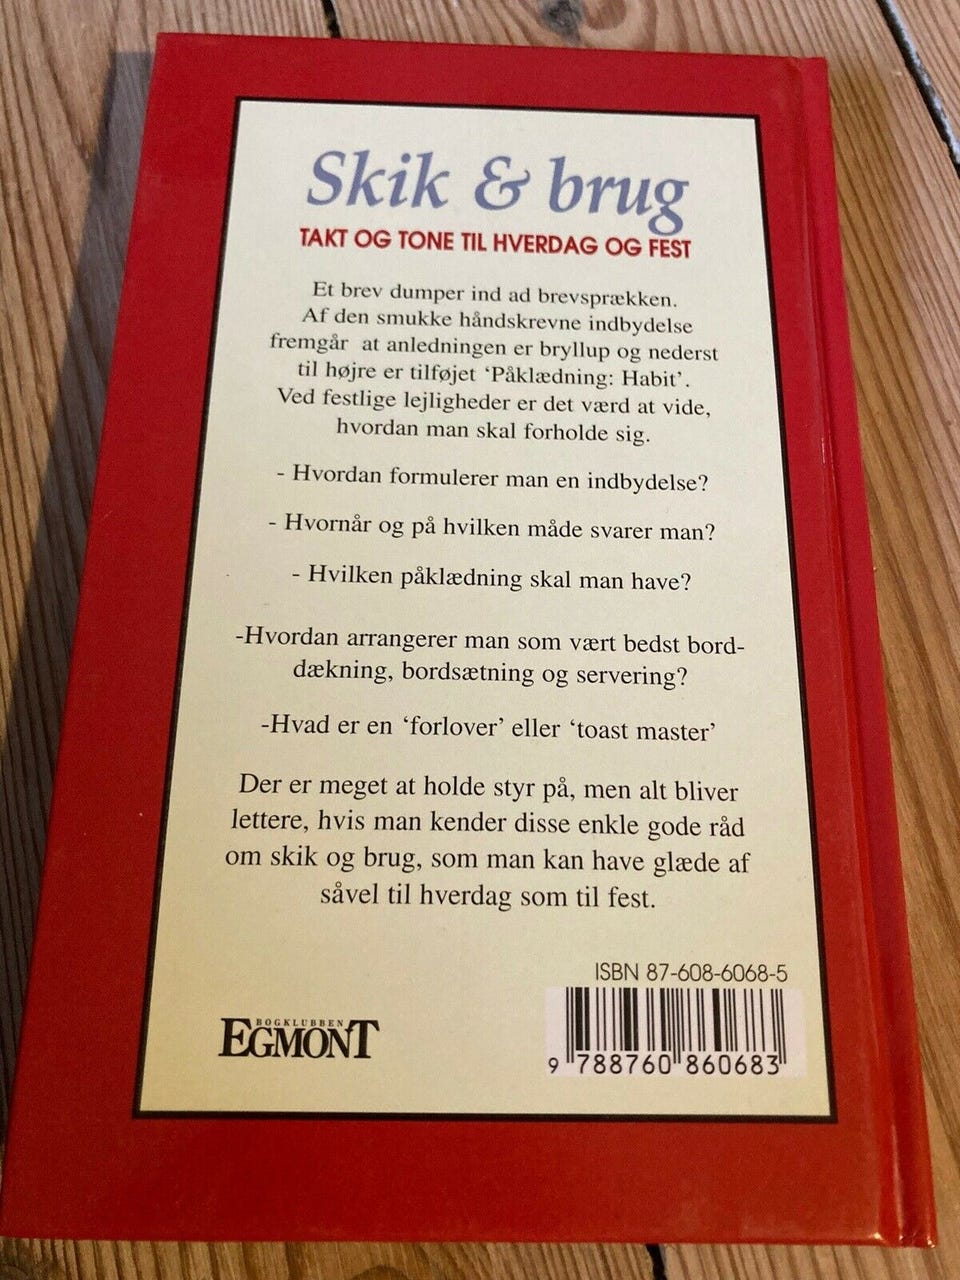 Skik & brug
TAKT OG TONE TIL HVERDAG OG FEST
Et brev dumper ind ad brevsprækken.
Af den smukke håndskrevne indbydelse
fremgår at anledningen er bryllup og nederst
til højre er tilføjet ‘Påklædning: Habit’.
Ved festlige lejligheder er det værd at vide,
hvordan man skal forholde sig.
- Hvordan formulerer man en indbydelse?
- Hvornår og på hvilken måde svarer man?
- Hvilken påklædning skal man have?
-Hvordan arrangerer man som vært bedst bord-
dækning, bordsætning og servering?
-Hvad er en ‘forlover’ eller ‘toast master’
Der er meget at holde styr på, men alt bliver
lettere, hvis man kender disse enkle gode råd
om skik og brug, som man kan have glæde af
såvel til hverdag som til fest.
ISBN 87-608-6068-5
BOGKLUBBEN
EGMONT
9 788760 860683